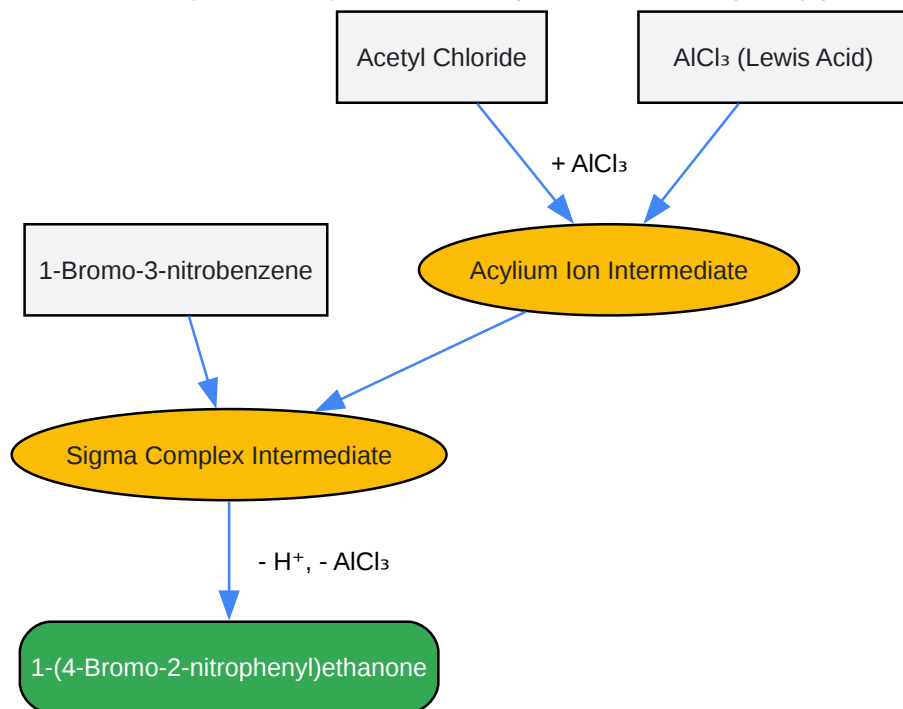 Acetyl Chloride
AlCl₃ (Lewis Acid)
+ AlCl₃
1-Bromo-3-nitrobenzene
Acylium Ion Intermediate
Sigma Complex Intermediate
- H⁺, - AlCl₃
1-(4-Bromo-2-nitrophenyl)ethanone